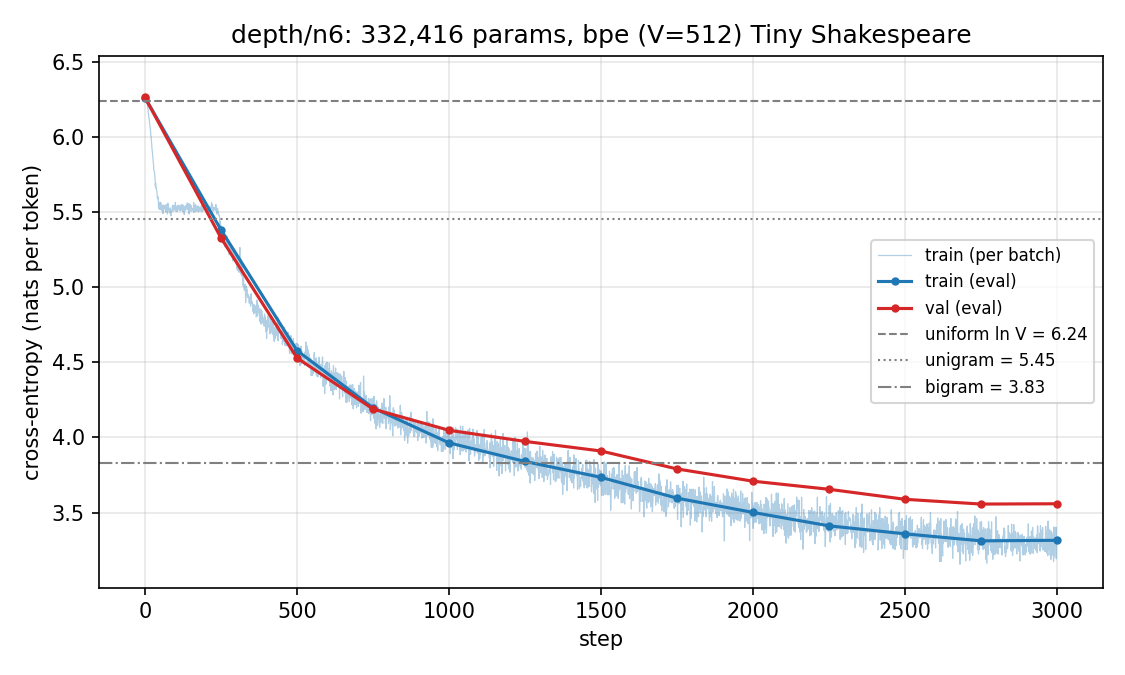 depth/n6: 332,416 params, bpe (V=512) Tiny Shakespeare
cross-entropy (nats per token)
6.5
6.0
5.5
5.0
4.5
4.0
3.5
train (per batch)
train (eval)
val (eval)
uniform ln V = 6.24
unigram = 5.45
bigram = 3.83
0 500 1000 1500 2000 2500 3000
step